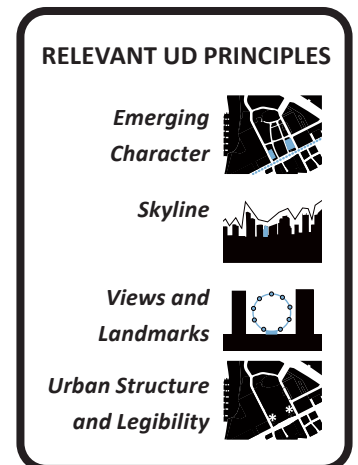 RELEVANT UD PRINCIPLES
Emerging
Character
Skyline
Views and
Landmarks
Urban Structure
and Legibility